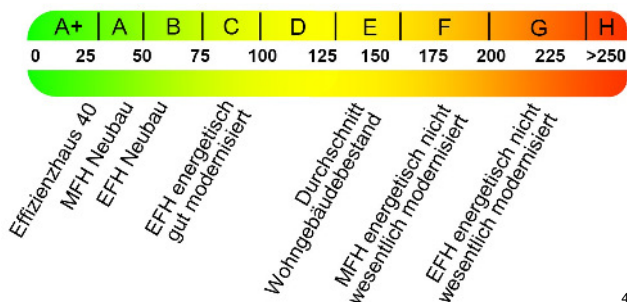 A+ A B C D E F G H
0 25 50 75 100 125 150 175 200 225 >250
Effizienzhaus 40
MFH Neubau
EFH Neubau
EFH energetisch
gut modernisiert
Durchschnitt
Wohngebäudebestand
MFH energetisch nicht
wesentlich modernisiert
EFH energetisch nicht
wesentlich modernisiert
4